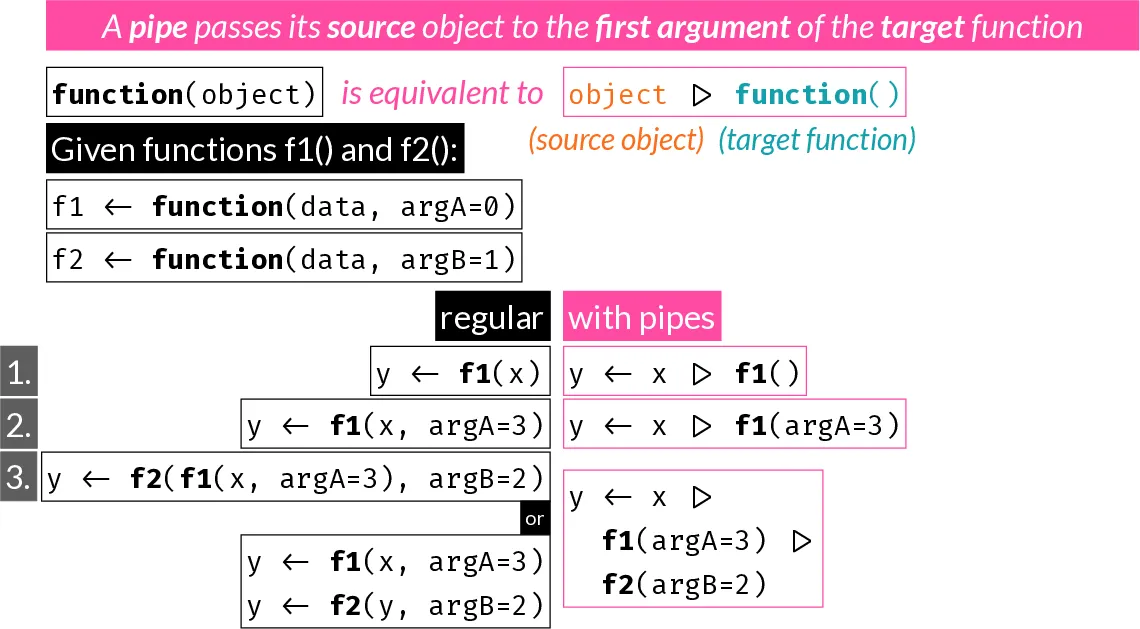 A pipe passes its source object to the first argument of the target function
function(object) is equivalent to object ▷ function()
(source object) (target function)
Given functions f1() and f2():
f1 ← function(data, argA=0)
f2 ← function(data, argB=1)
regular with pipes
1. y ← f1(x) y ← x ▷ f1()
2. y ← f1(x, argA=3) y ← x ▷ f1(argA=3)
3. y ← f2(f1(x, argA=3), argB=2)
or
y ← f1(x, argA=3)
y ← f2(y, argB=2)
y ← x ▷
f1(argA=3) ▷
f2(argB=2)